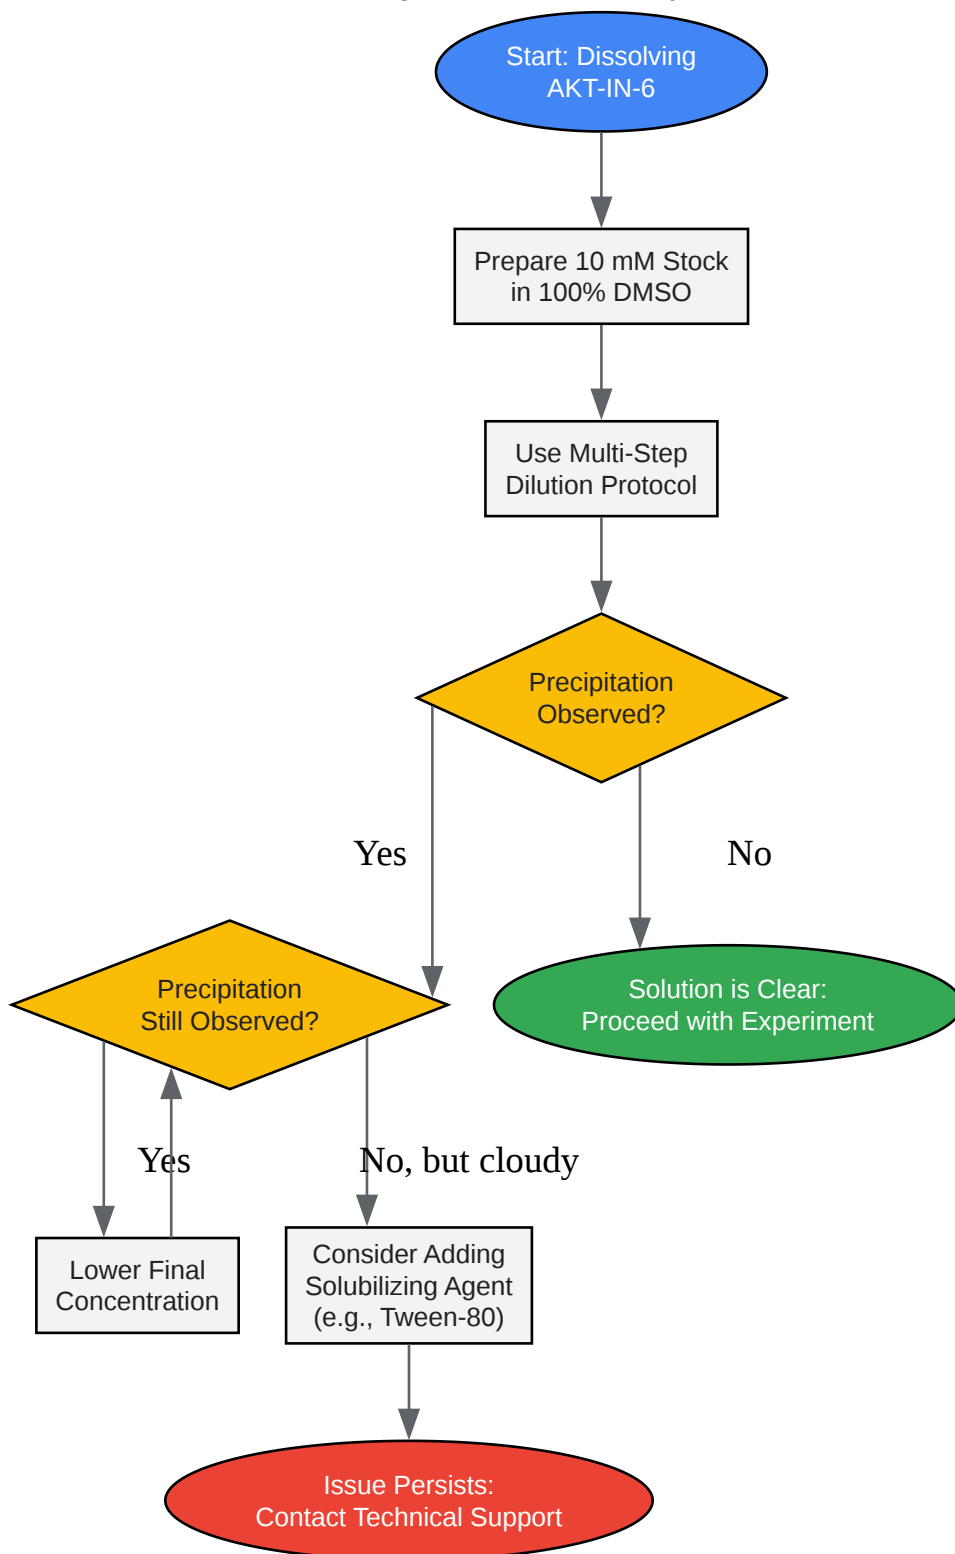 Start: Dissolving
AKT-IN-6
Prepare 10 mM Stock
in 100% DMSO
Use Multi-Step
Dilution Protocol
Precipitation
Observed?
Yes
No
Precipitation
Still Observed?
Solution is Clear:
Proceed with Experiment
Yes
No, but cloudy
Lower Final
Concentration
Consider Adding
Solubilizing Agent
(e.g., Tween-80)
Issue Persists:
Contact Technical Support